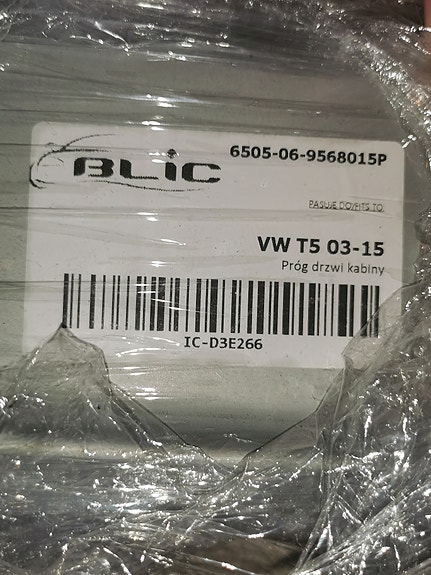 BLIC
6505-06-9568015P
PASUJE DO/FITS TO
VW T5 03-15
Próg drzwi kabiny
IC-D3E266